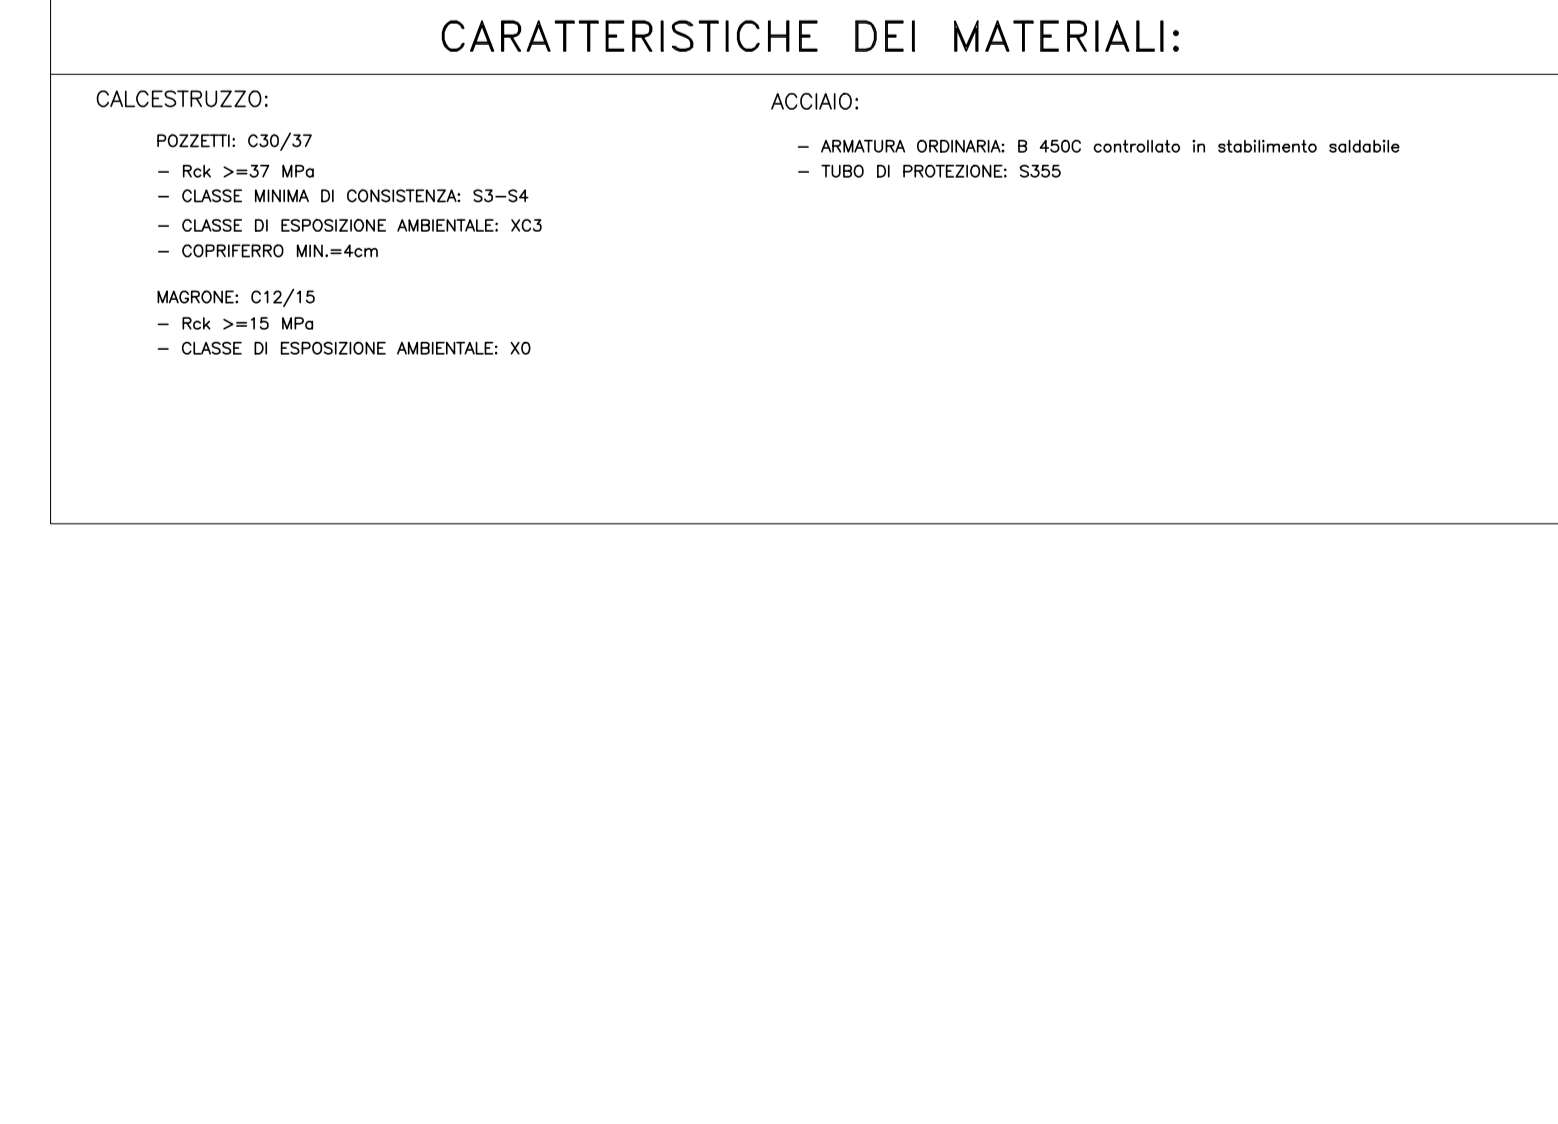 CARATTERISTICHE DEI MATERIALI:
CALCESTRUZZO:
POZZETTI: C30/37
– Rck >=37 MPa
– CLASSE MINIMA DI CONSISTENZA: S3–S4
– CLASSE DI ESPOSIZIONE AMBIENTALE: XC3
– COPRIFERRO MIN.=4cm
MAGRONE: C12/15
– Rck >=15 MPa
– CLASSE DI ESPOSIZIONE AMBIENTALE: X0
ACCIAIO:
– ARMATURA ORDINARIA: B 450C controllato in stabilimento saldabile
– TUBO DI PROTEZIONE: S355